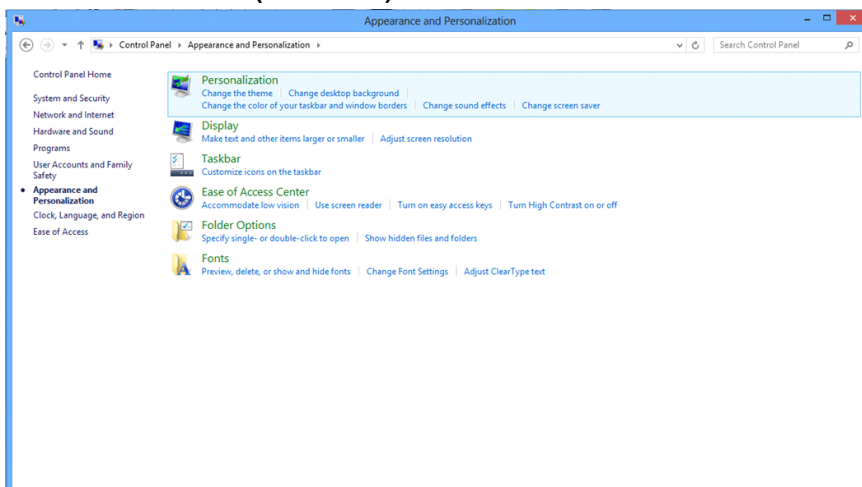 Appearance and Personalization
Control Panel ▸ Appearance and Personalization ▸
Search Control Panel
Control Panel Home
System and Security
Network and Internet
Hardware and Sound
Programs
User Accounts and Family
Safety
Appearance and
Personalization
Clock, Language, and Region
Ease of Access
Personalization
Change the theme | Change desktop background |
Change the color of your taskbar and window borders | Change sound effects | Change screen saver
Display
Make text and other items larger or smaller | Adjust screen resolution
Taskbar
Customize icons on the taskbar
Ease of Access Center
Accommodate low vision | Use screen reader | Turn on easy access keys | Turn High Contrast on or off
Folder Options
Specify single- or double-click to open | Show hidden files and folders
Fonts
Preview, delete, or show and hide fonts | Change Font Settings | Adjust ClearType text